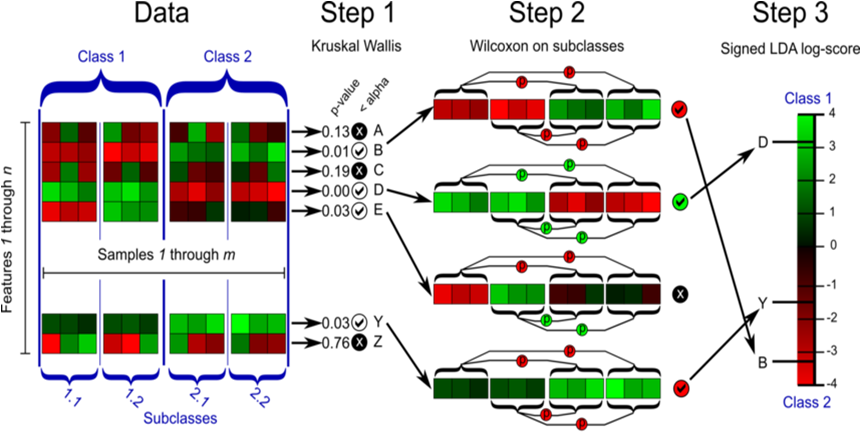 Data
Step 1
Step 2
Step 3
Kruskal Wallis
Wilcoxon on subclasses
Signed LDA log-score
Class 1
Class 2
p-value
< alpha
0.13 A
0.01 B
0.19 C
0.00 D
0.03 E
0.03 Y
0.76 Z
Features 1 through n
Samples 1 through m
1.1
1.2
2.1
2.2
Subclasses
p p
p p
p p
p p
p p
p p
p p
p p
X
Class 1
D
Y
B
4
3
2
1
0
-1
-2
-3
-4
Class 2